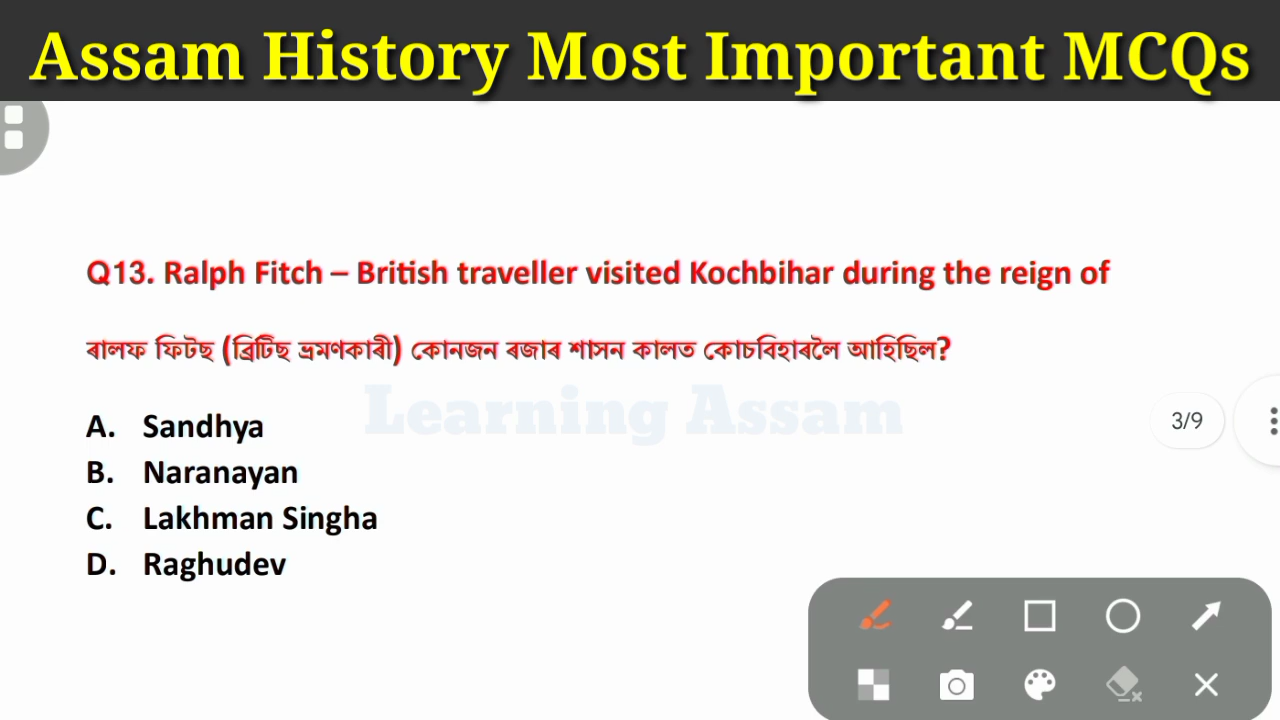 Assam History Most Important MCQs
Q13. Ralph Fitch – British traveller visited Kochbihar during the reign of
ৰালফ ফিটছ (ব্ৰিটিছ ভ্ৰমণকাৰী) কোনজন ৰজাৰ শাসন কালত কোচবিহাৰলৈ আহিছিল?
Learning Assam
A. Sandhya
3/9
B. Naranayan
C. Lakhman Singha
D. Raghudev